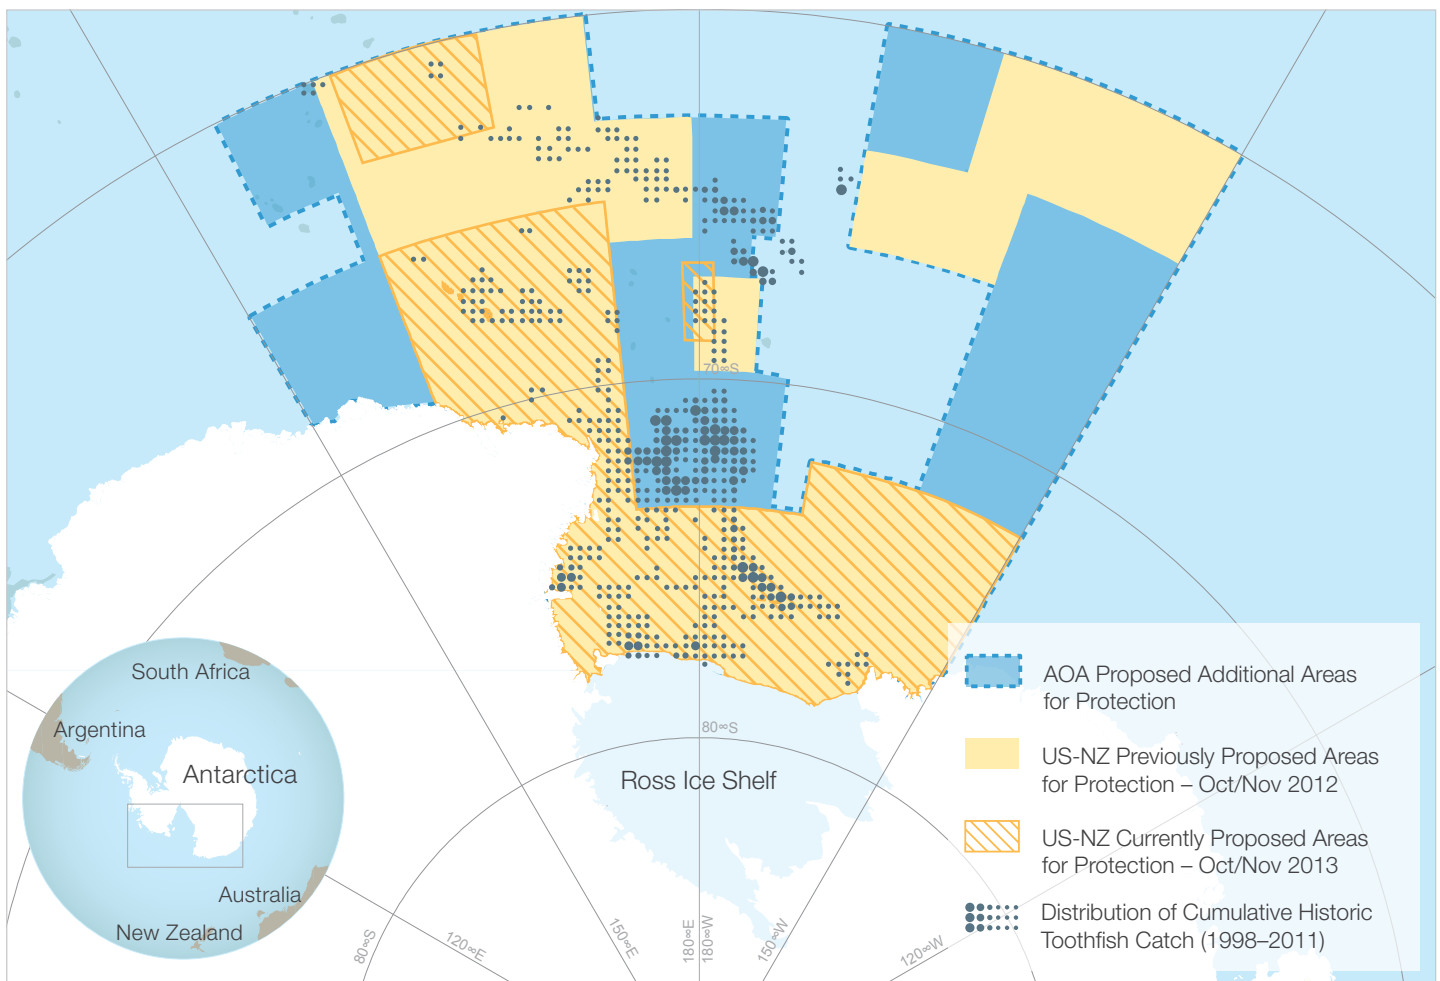 70∞S
South Africa
Argentina
Antarctica
Australia
New Zealand
80∞S
Ross Ice Shelf
80∞S
120∞E
150∞E
180∞E
180∞W
150∞W
120∞W
AOA Proposed Additional Areas
for Protection
US-NZ Previously Proposed Areas
for Protection – Oct/Nov 2012
US-NZ Currently Proposed Areas
for Protection – Oct/Nov 2013
Distribution of Cumulative Historic
Toothfish Catch (1998–2011)